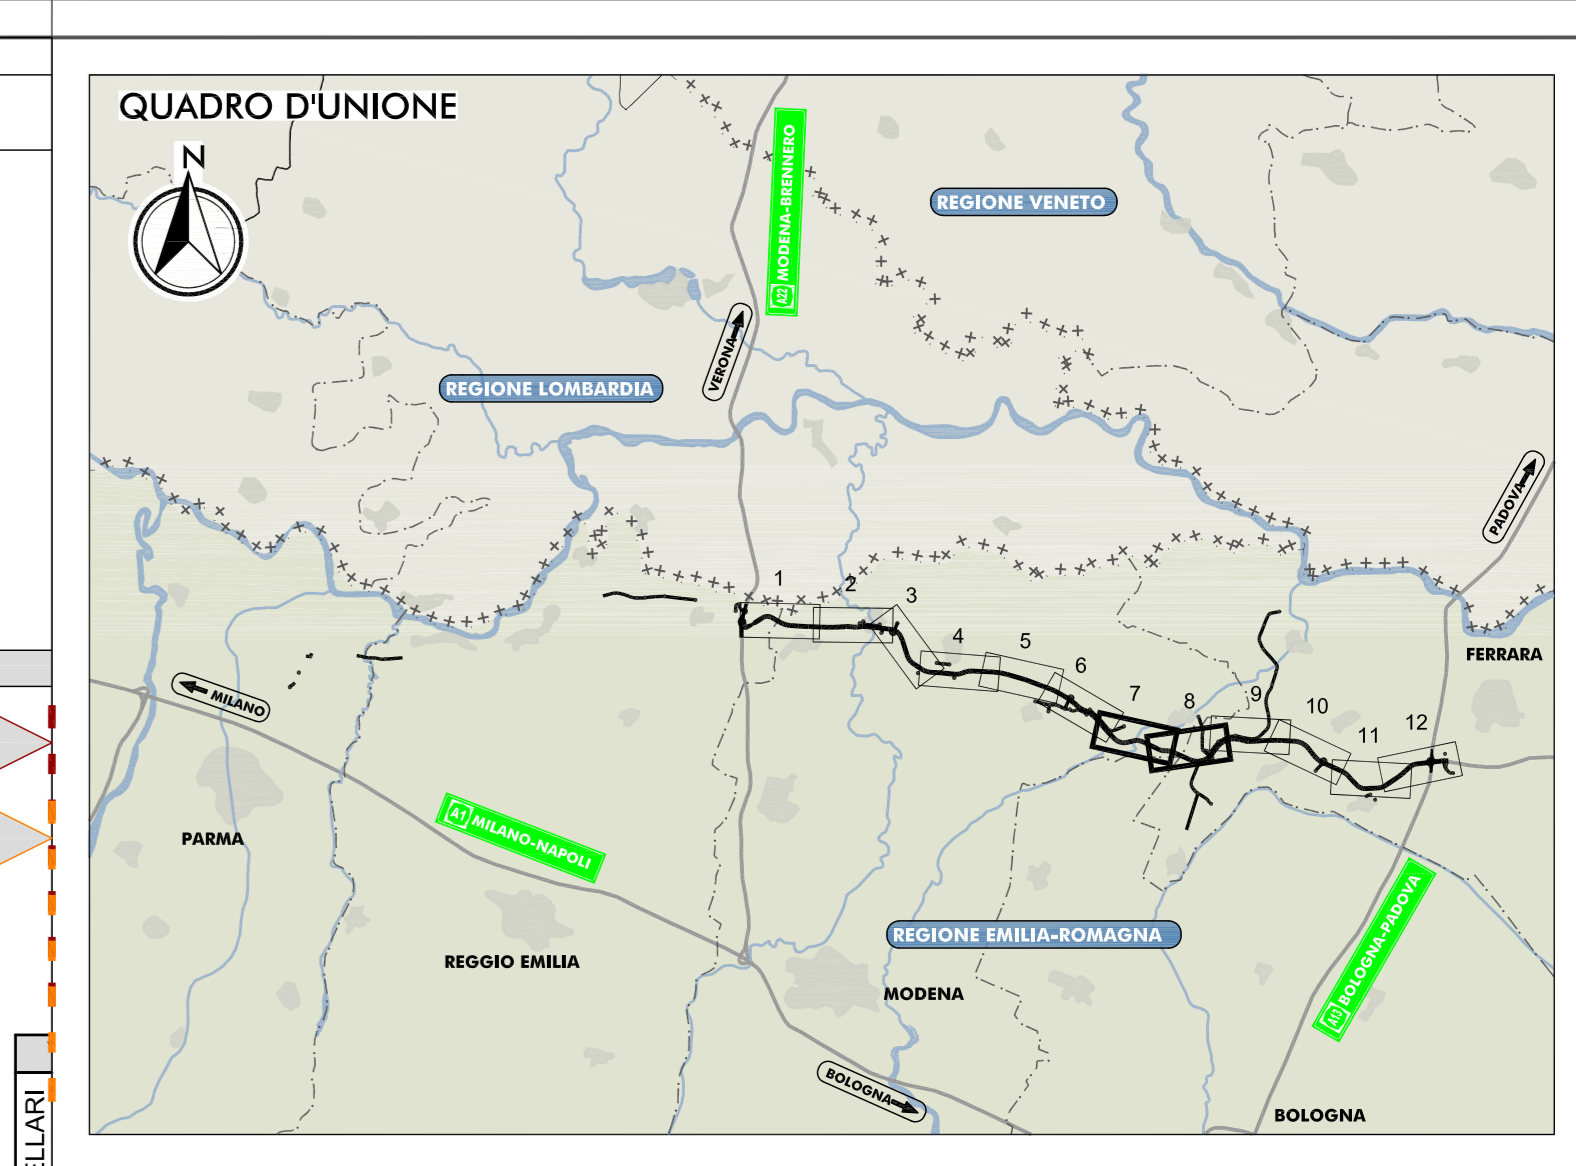 QUADRO D'UNIONE
N
A22 MODENA-BRENNERO
REGIONE VENETO
VERONA
REGIONE LOMBARDIA
PADOVA
1
2
3
4
5
6
7
8
9
10
11
12
FERRARA
MILANO
PARMA
A1 MILANO-NAPOLI
REGGIO EMILIA
REGIONE EMILIA-ROMAGNA
MODENA
A13 BOLOGNA-PADOVA
BOLOGNA
BOLOGNA
ELLARI